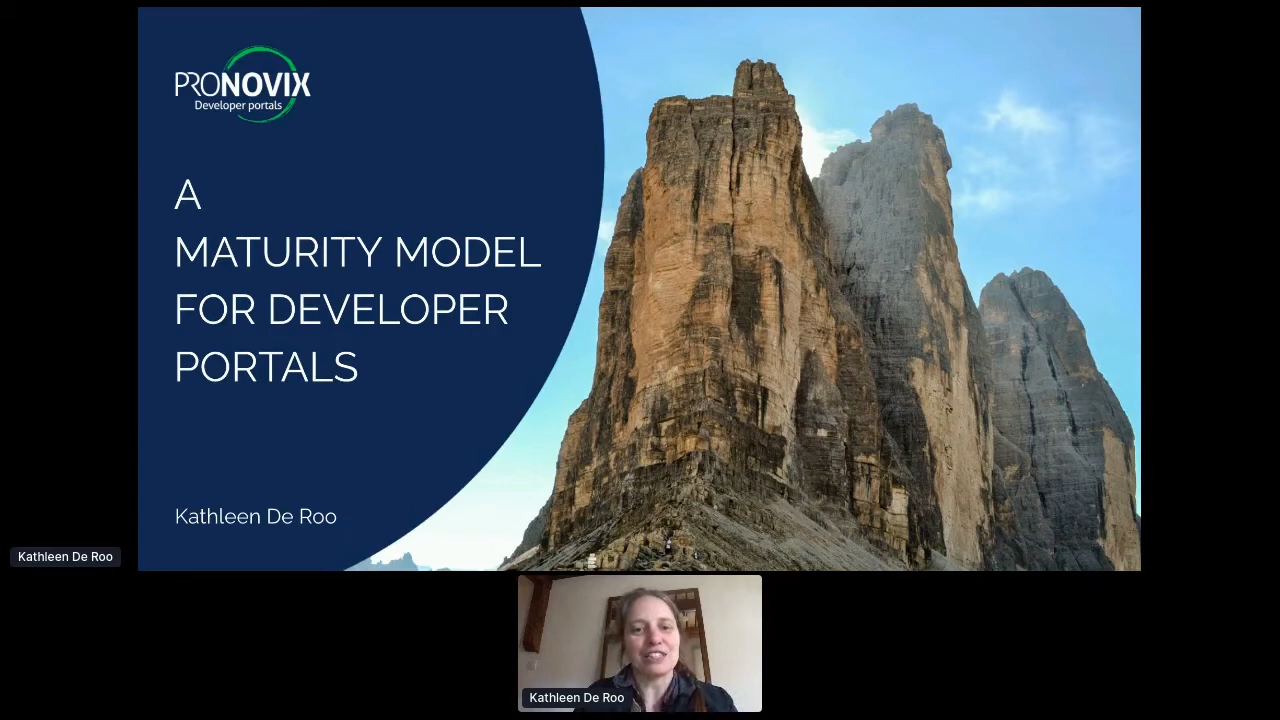 PRONOVIX
Developer portals
A
MATURITY MODEL
FOR DEVELOPER
PORTALS
Kathleen De Roo
Kathleen De Roo
Kathleen De Roo